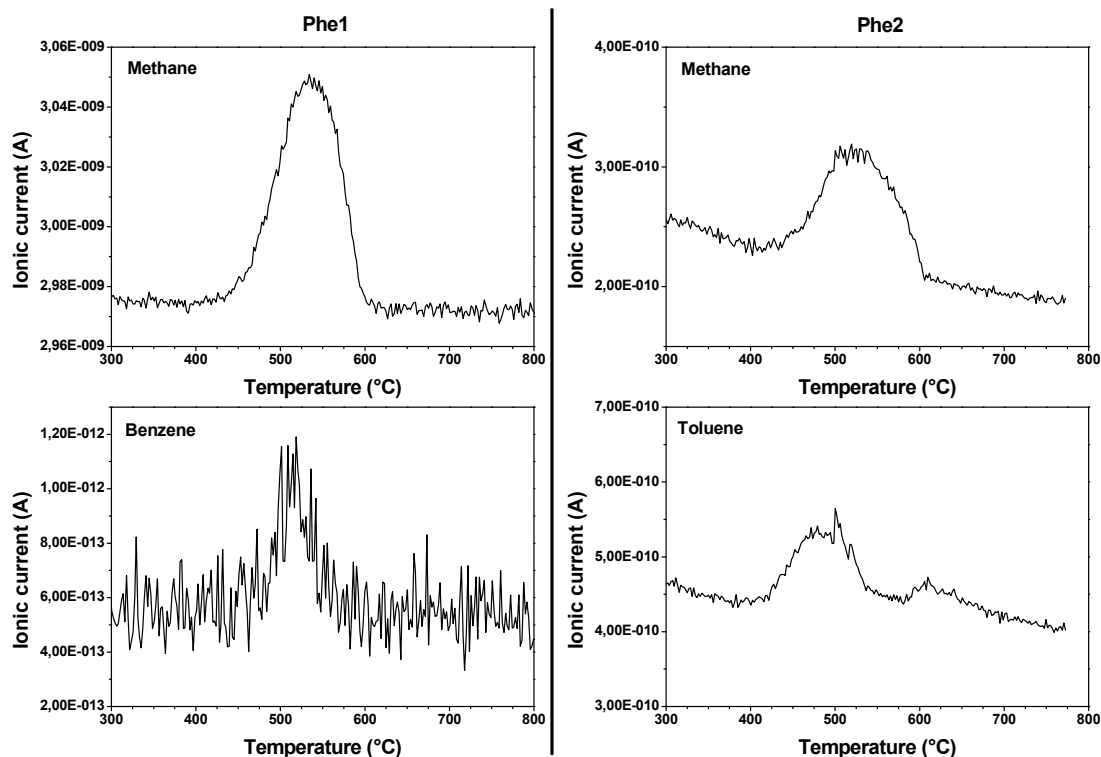 Phe1
Phe2
3,06E-009
3,04E-009
3,02E-009
3,00E-009
2,98E-009
2,96E-009
Ionic current (A)
Methane
300 400 500 600 700 800
Temperature (°C)
4,00E-010
3,00E-010
2,00E-010
Ionic current (A)
Methane
300 400 500 600 700 800
Temperature (°C)
1,20E-012
1,00E-012
8,00E-013
6,00E-013
4,00E-013
2,00E-013
Ionic current (A)
Benzene
300 400 500 600 700 800
Temperature (°C)
7,00E-010
6,00E-010
5,00E-010
4,00E-010
3,00E-010
Ionic current (A)
Toluene
300 400 500 600 700 800
Temperature (°C)